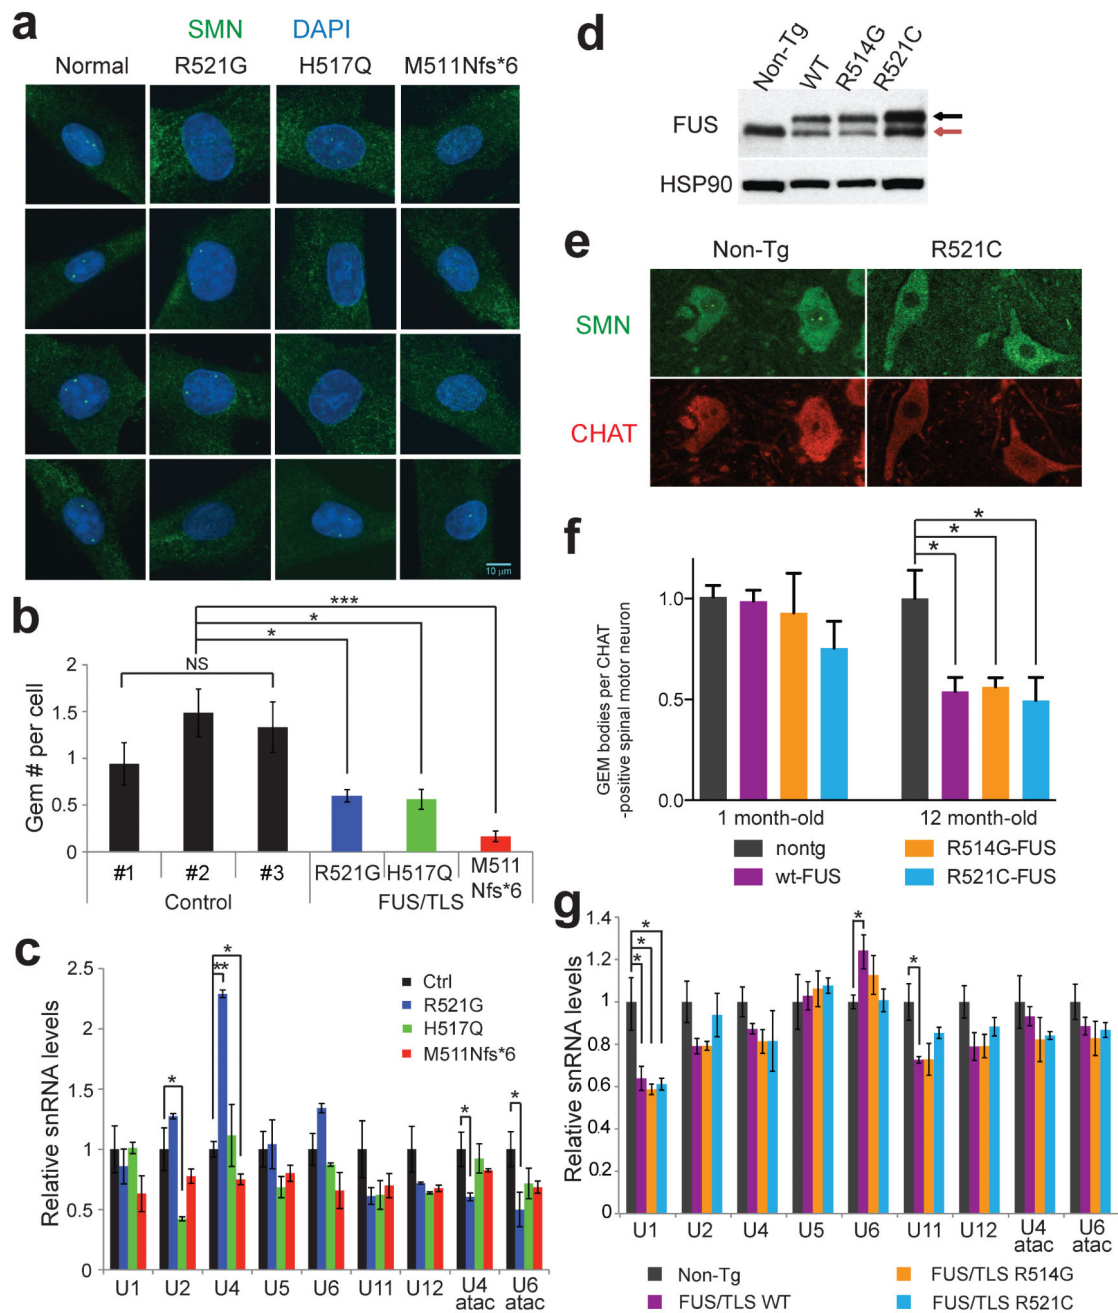 a
SMN DAPI
Normal R521G H517Q M511Nfs*6
10 µm
b
Gem # per cell
2
1.5
1
0.5
0
NS
*
*
***
#1 #2 #3 R521G H517Q M511
Nfs*6
Control FUS/TLS
c
Relative snRNA levels
2.5
2
1.5
1
0.5
0
* ** * * *
Ctrl
R521G
H517Q
M511Nfs*6
U1 U2 U4 U5 U6 U11 U12 U4 U6
atac atac
d
Non-Tg WT R514G R521C
FUS
HSP90
e
Non-Tg R521C
SMN
CHAT
f
GEM bodies per CHAT
-positive spinal motor neuron
1.0
0.5
0.0
*
*
*
1 month-old 12 month-old
nontg R514G-FUS
wt-FUS R521C-FUS
g
Relative snRNA levels
1.4
1.2
1
0.8
0.6
0.4
0.2
0
*
*
*
*
*
U1 U2 U4 U5 U6 U11 U12 U4 U6
atac atac
Non-Tg FUS/TLS R514G
FUS/TLS WT FUS/TLS R521C